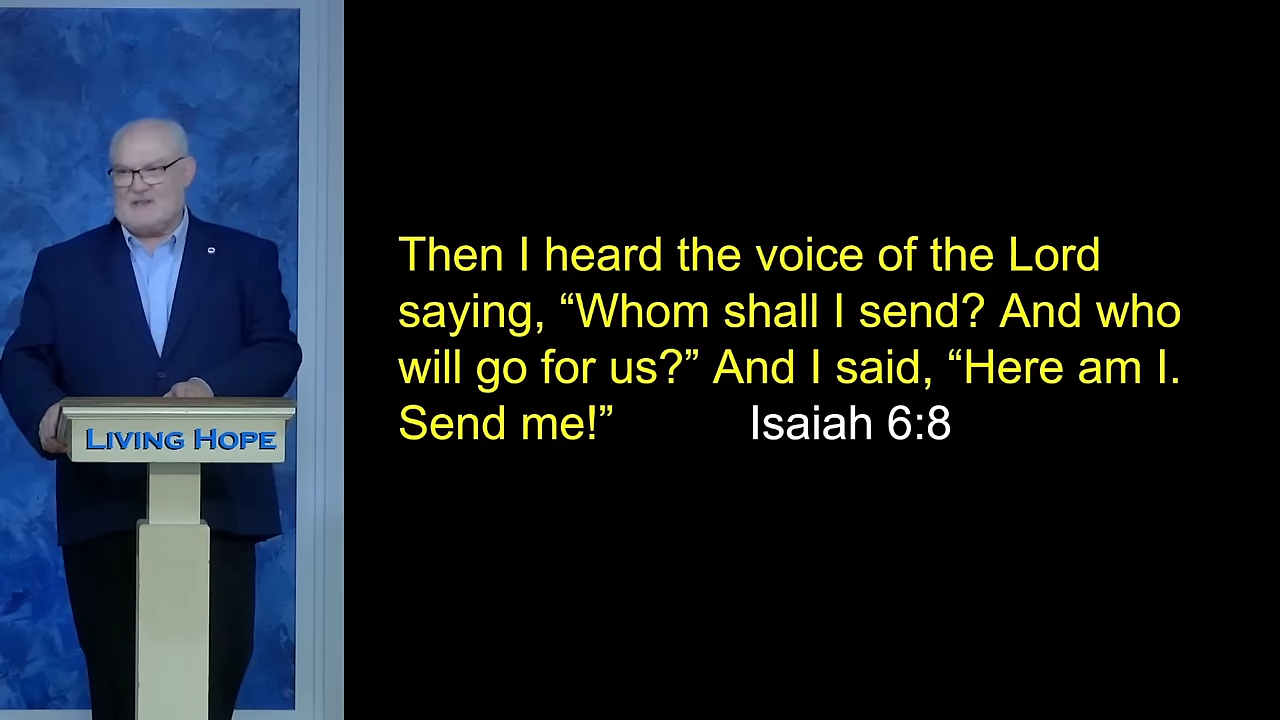 LIVING HOPE
Then I heard the voice of the Lord
saying, “Whom shall I send? And who
will go for us?” And I said, “Here am I.
Send me!” Isaiah 6:8